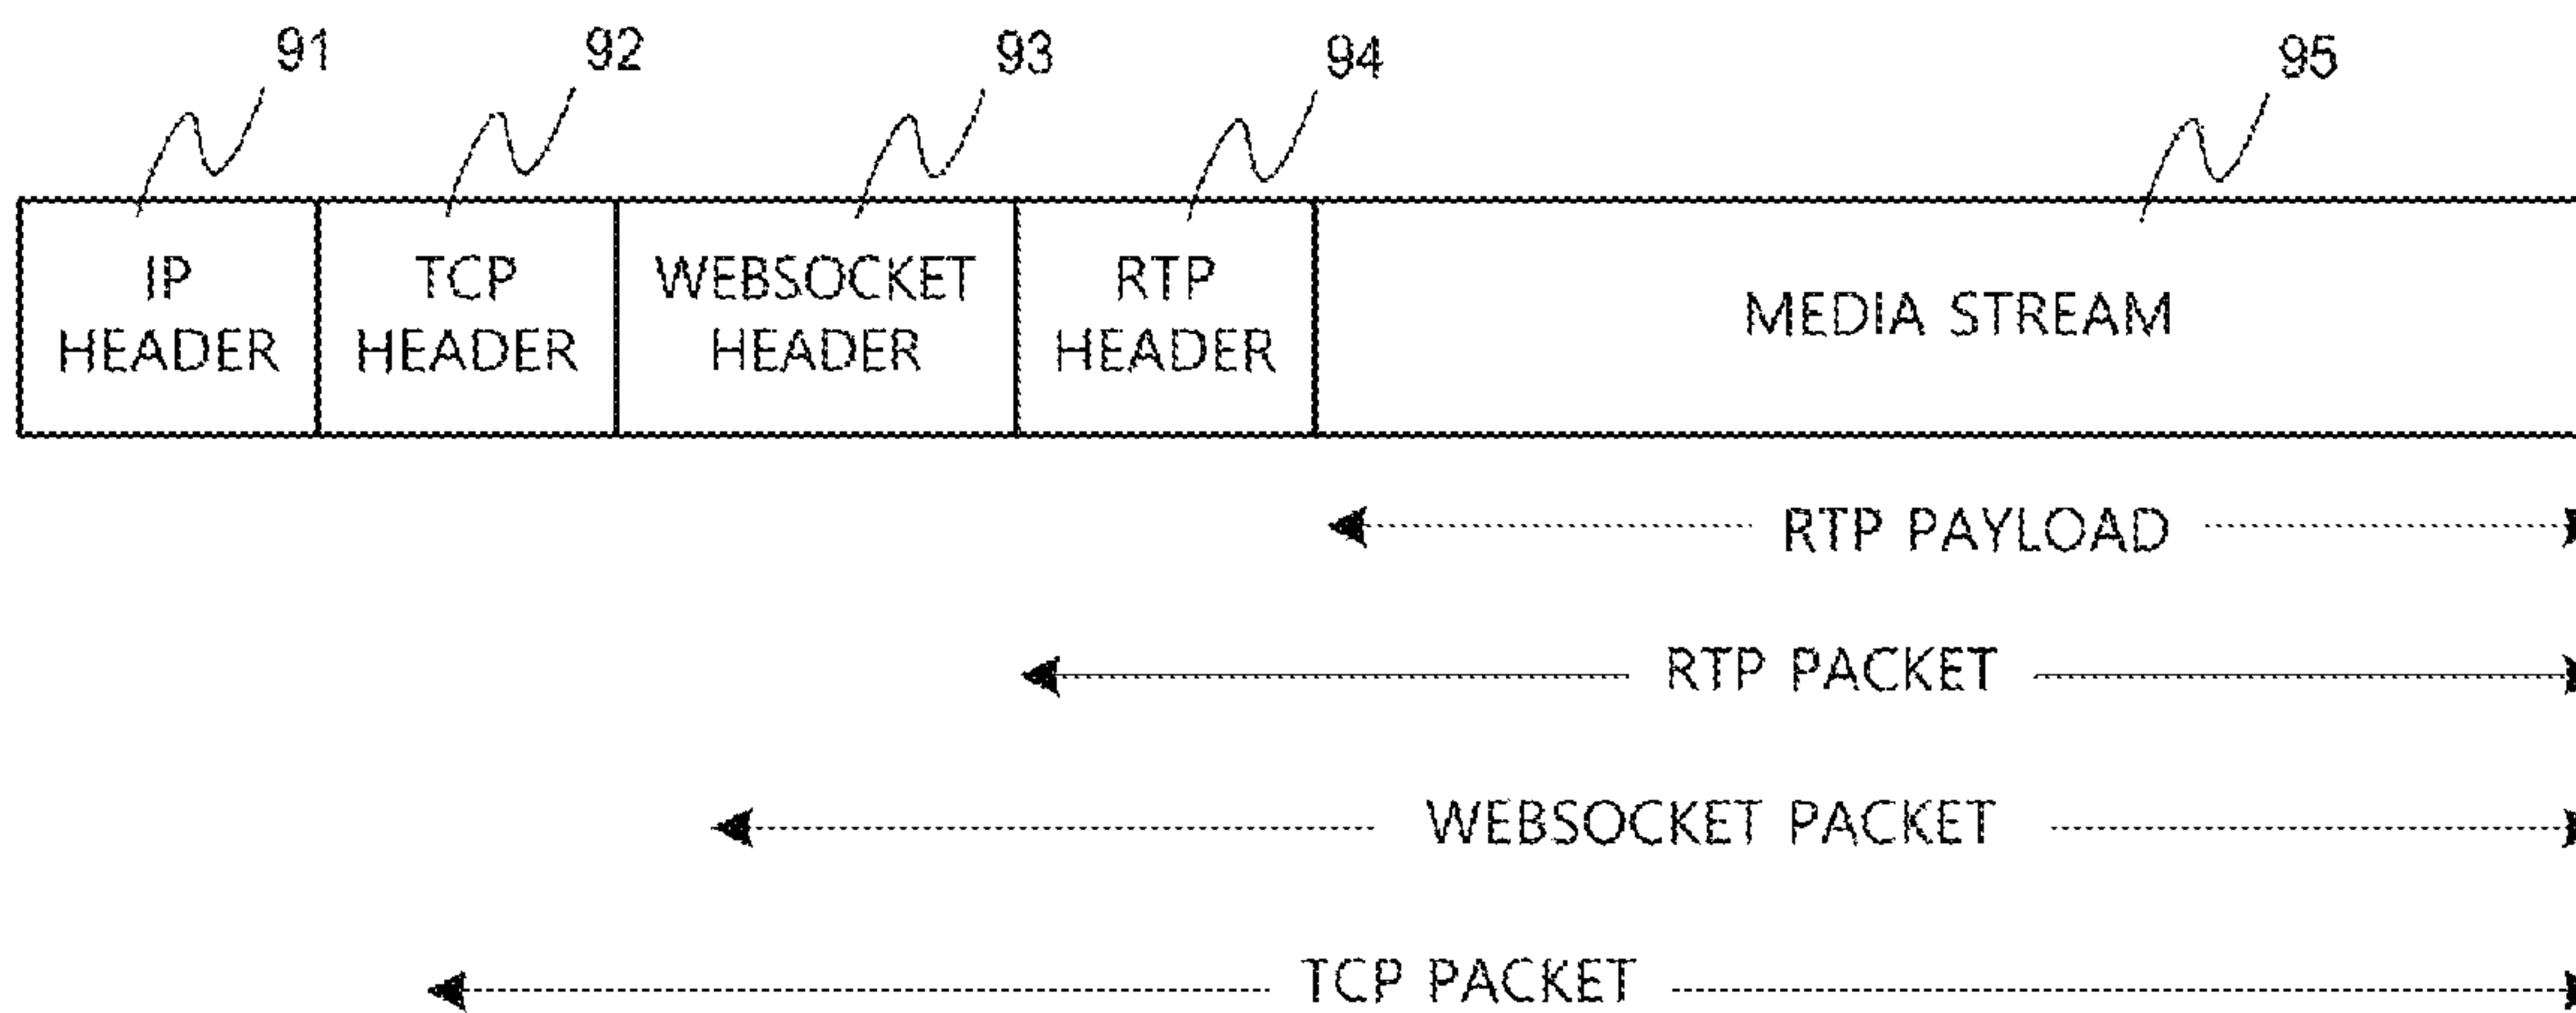 91 92 93 94 95
IP TCP WEBSOCKET RTP
HEADER HEADER HEADER HEADER
MEDIA STREAM
RTP PAYLOAD
RTP PACKET
WEBSOCKET PACKET
TCP PACKET